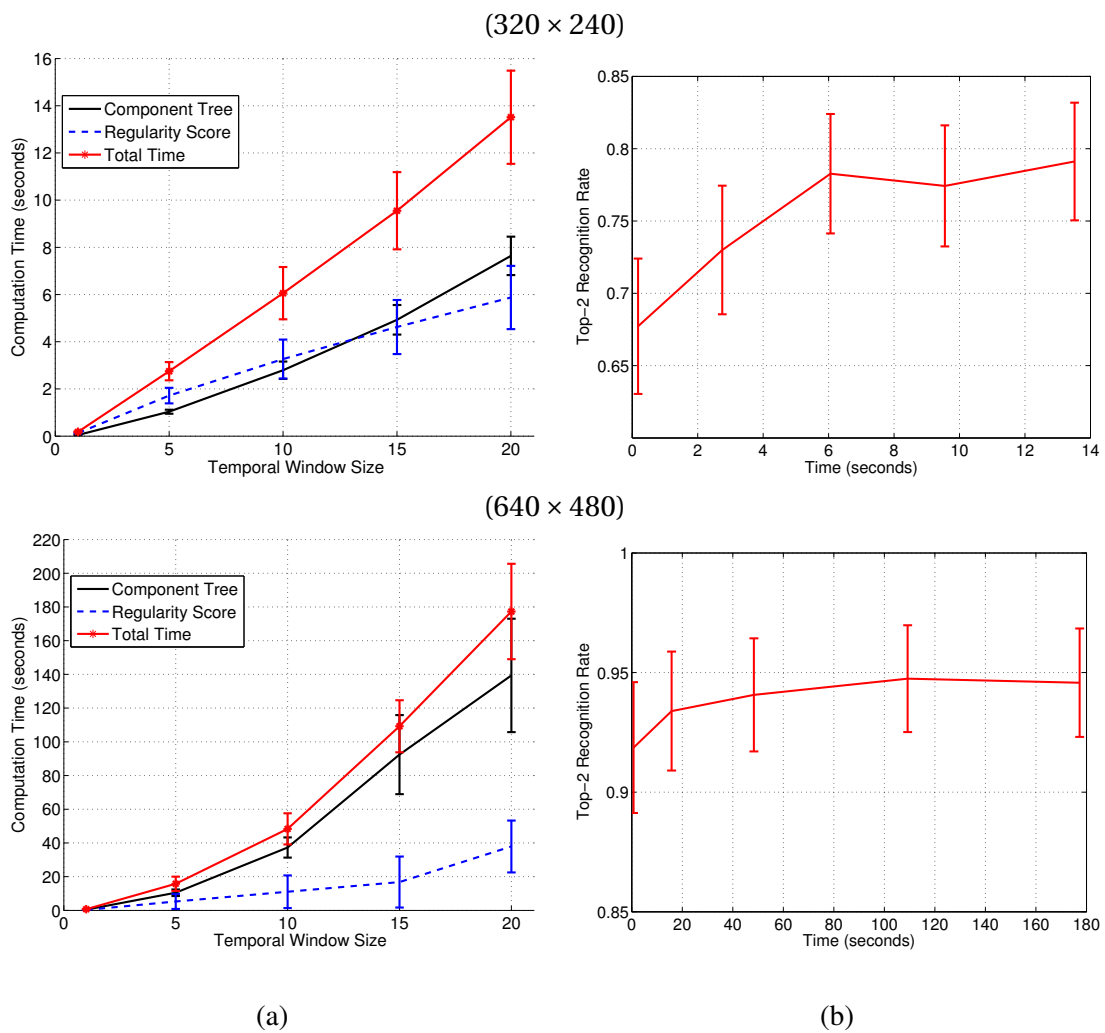 (320 × 240)
16
14
12
10
8
6
4
2
0
0 5 10 15 20
Computation Time (seconds)
Temporal Window Size
Component Tree
Regularity Score
Total Time
0.85
0.8
0.75
0.7
0.65
0 2 4 6 8 10 12 14
Top-2 Recognition Rate
Time (seconds)
(640 × 480)
220
200
180
160
140
120
100
80
60
40
20
0
0 5 10 15 20
Computation Time (seconds)
Temporal Window Size
Component Tree
Regularity Score
Total Time
1
0.95
0.9
0.85
0 20 40 60 80 100 120 140 160 180
Top-2 Recognition Rate
Time (seconds)
(a) (b)